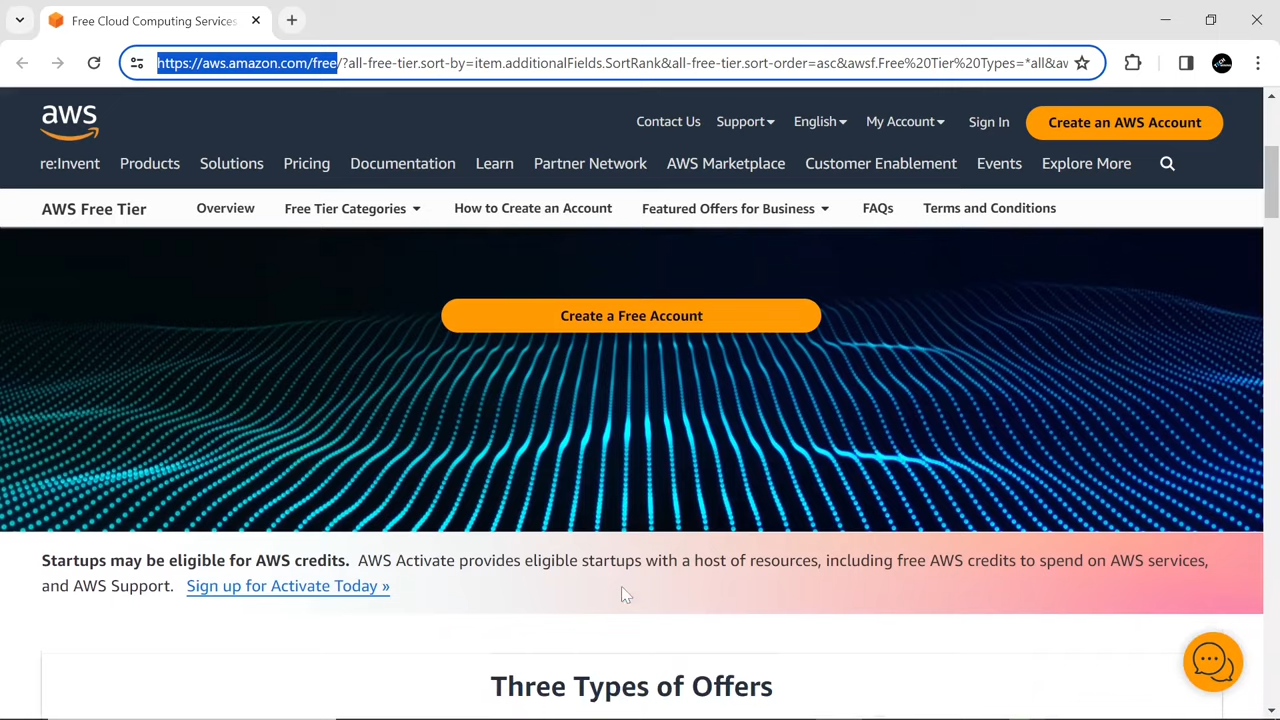 Free Cloud Computing Services
https://aws.amazon.com/free/?all-free-tier.sort-by=item.additionalFields.SortRank&all-free-tier.sort-order=asc&awsf.Free%20Tier%20Types=*all&aw
aws
Contact Us Support English My Account Sign In Create an AWS Account
re:Invent Products Solutions Pricing Documentation Learn Partner Network AWS Marketplace Customer Enablement Events Explore More
AWS Free Tier Overview Free Tier Categories How to Create an Account Featured Offers for Business FAQs Terms and Conditions
Create a Free Account
Startups may be eligible for AWS credits. AWS Activate provides eligible startups with a host of resources, including free AWS credits to spend on AWS services,
and AWS Support. Sign up for Activate Today »
Three Types of Offers